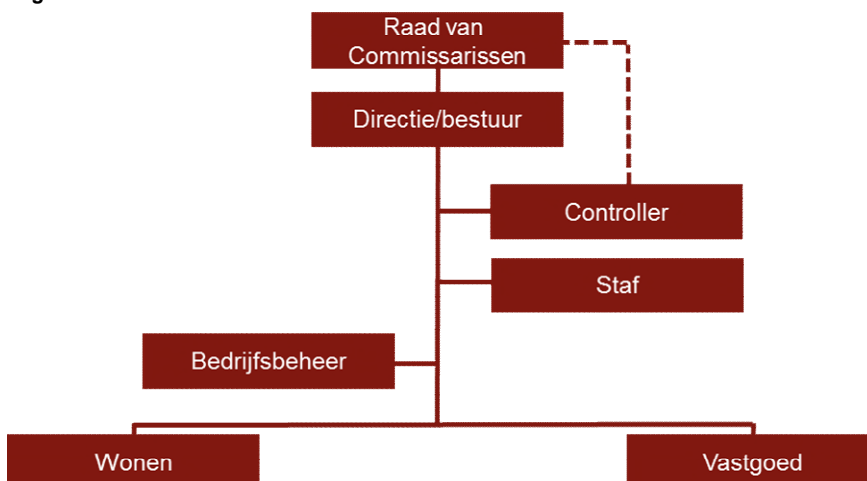 Raad van
Commissarissen
Directie/bestuur
Controller
Staf
Bedrijfsbeheer
Wonen
Vastgoed